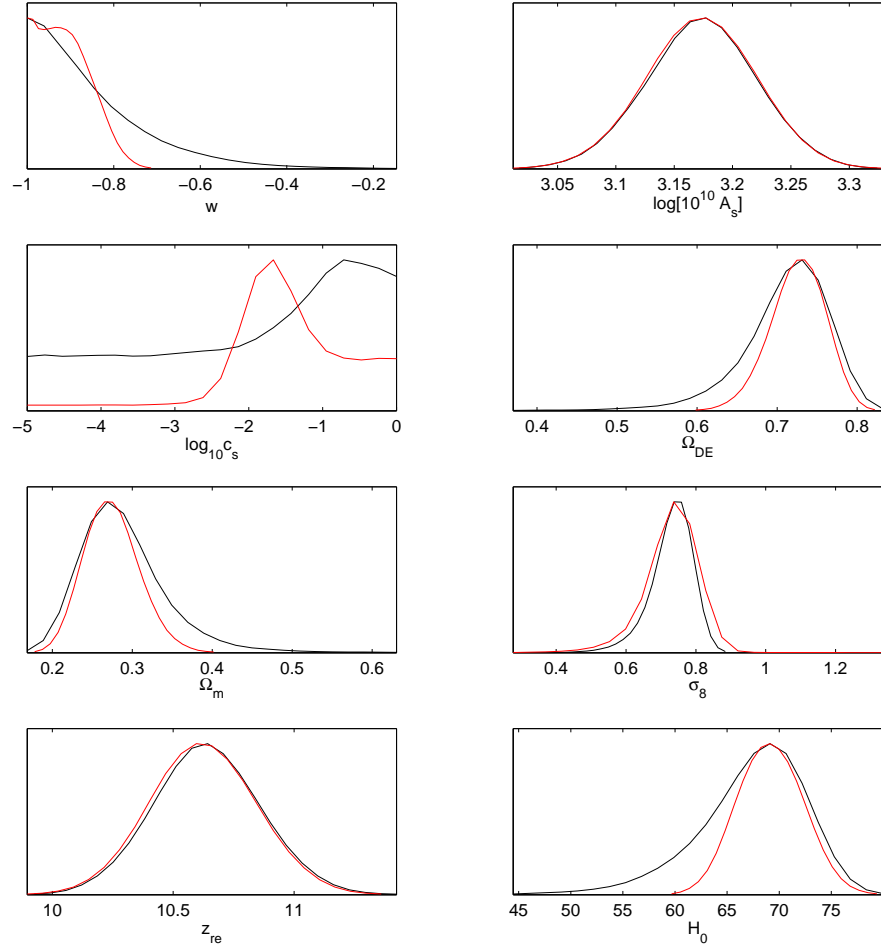 −1 −0.8 −0.6 −0.4 −0.2
w
3.05 3.1 3.15 3.2 3.25 3.3
log[10^10 A_s]
−5 −4 −3 −2 −1 0
log_10 c_s
0.4 0.5 0.6 0.7 0.8
Ω_DE
0.2 0.3 0.4 0.5 0.6
Ω_m
0.4 0.6 0.8 1 1.2
σ_8
10 10.5 11
z_re
45 50 55 60 65 70 75
H_0